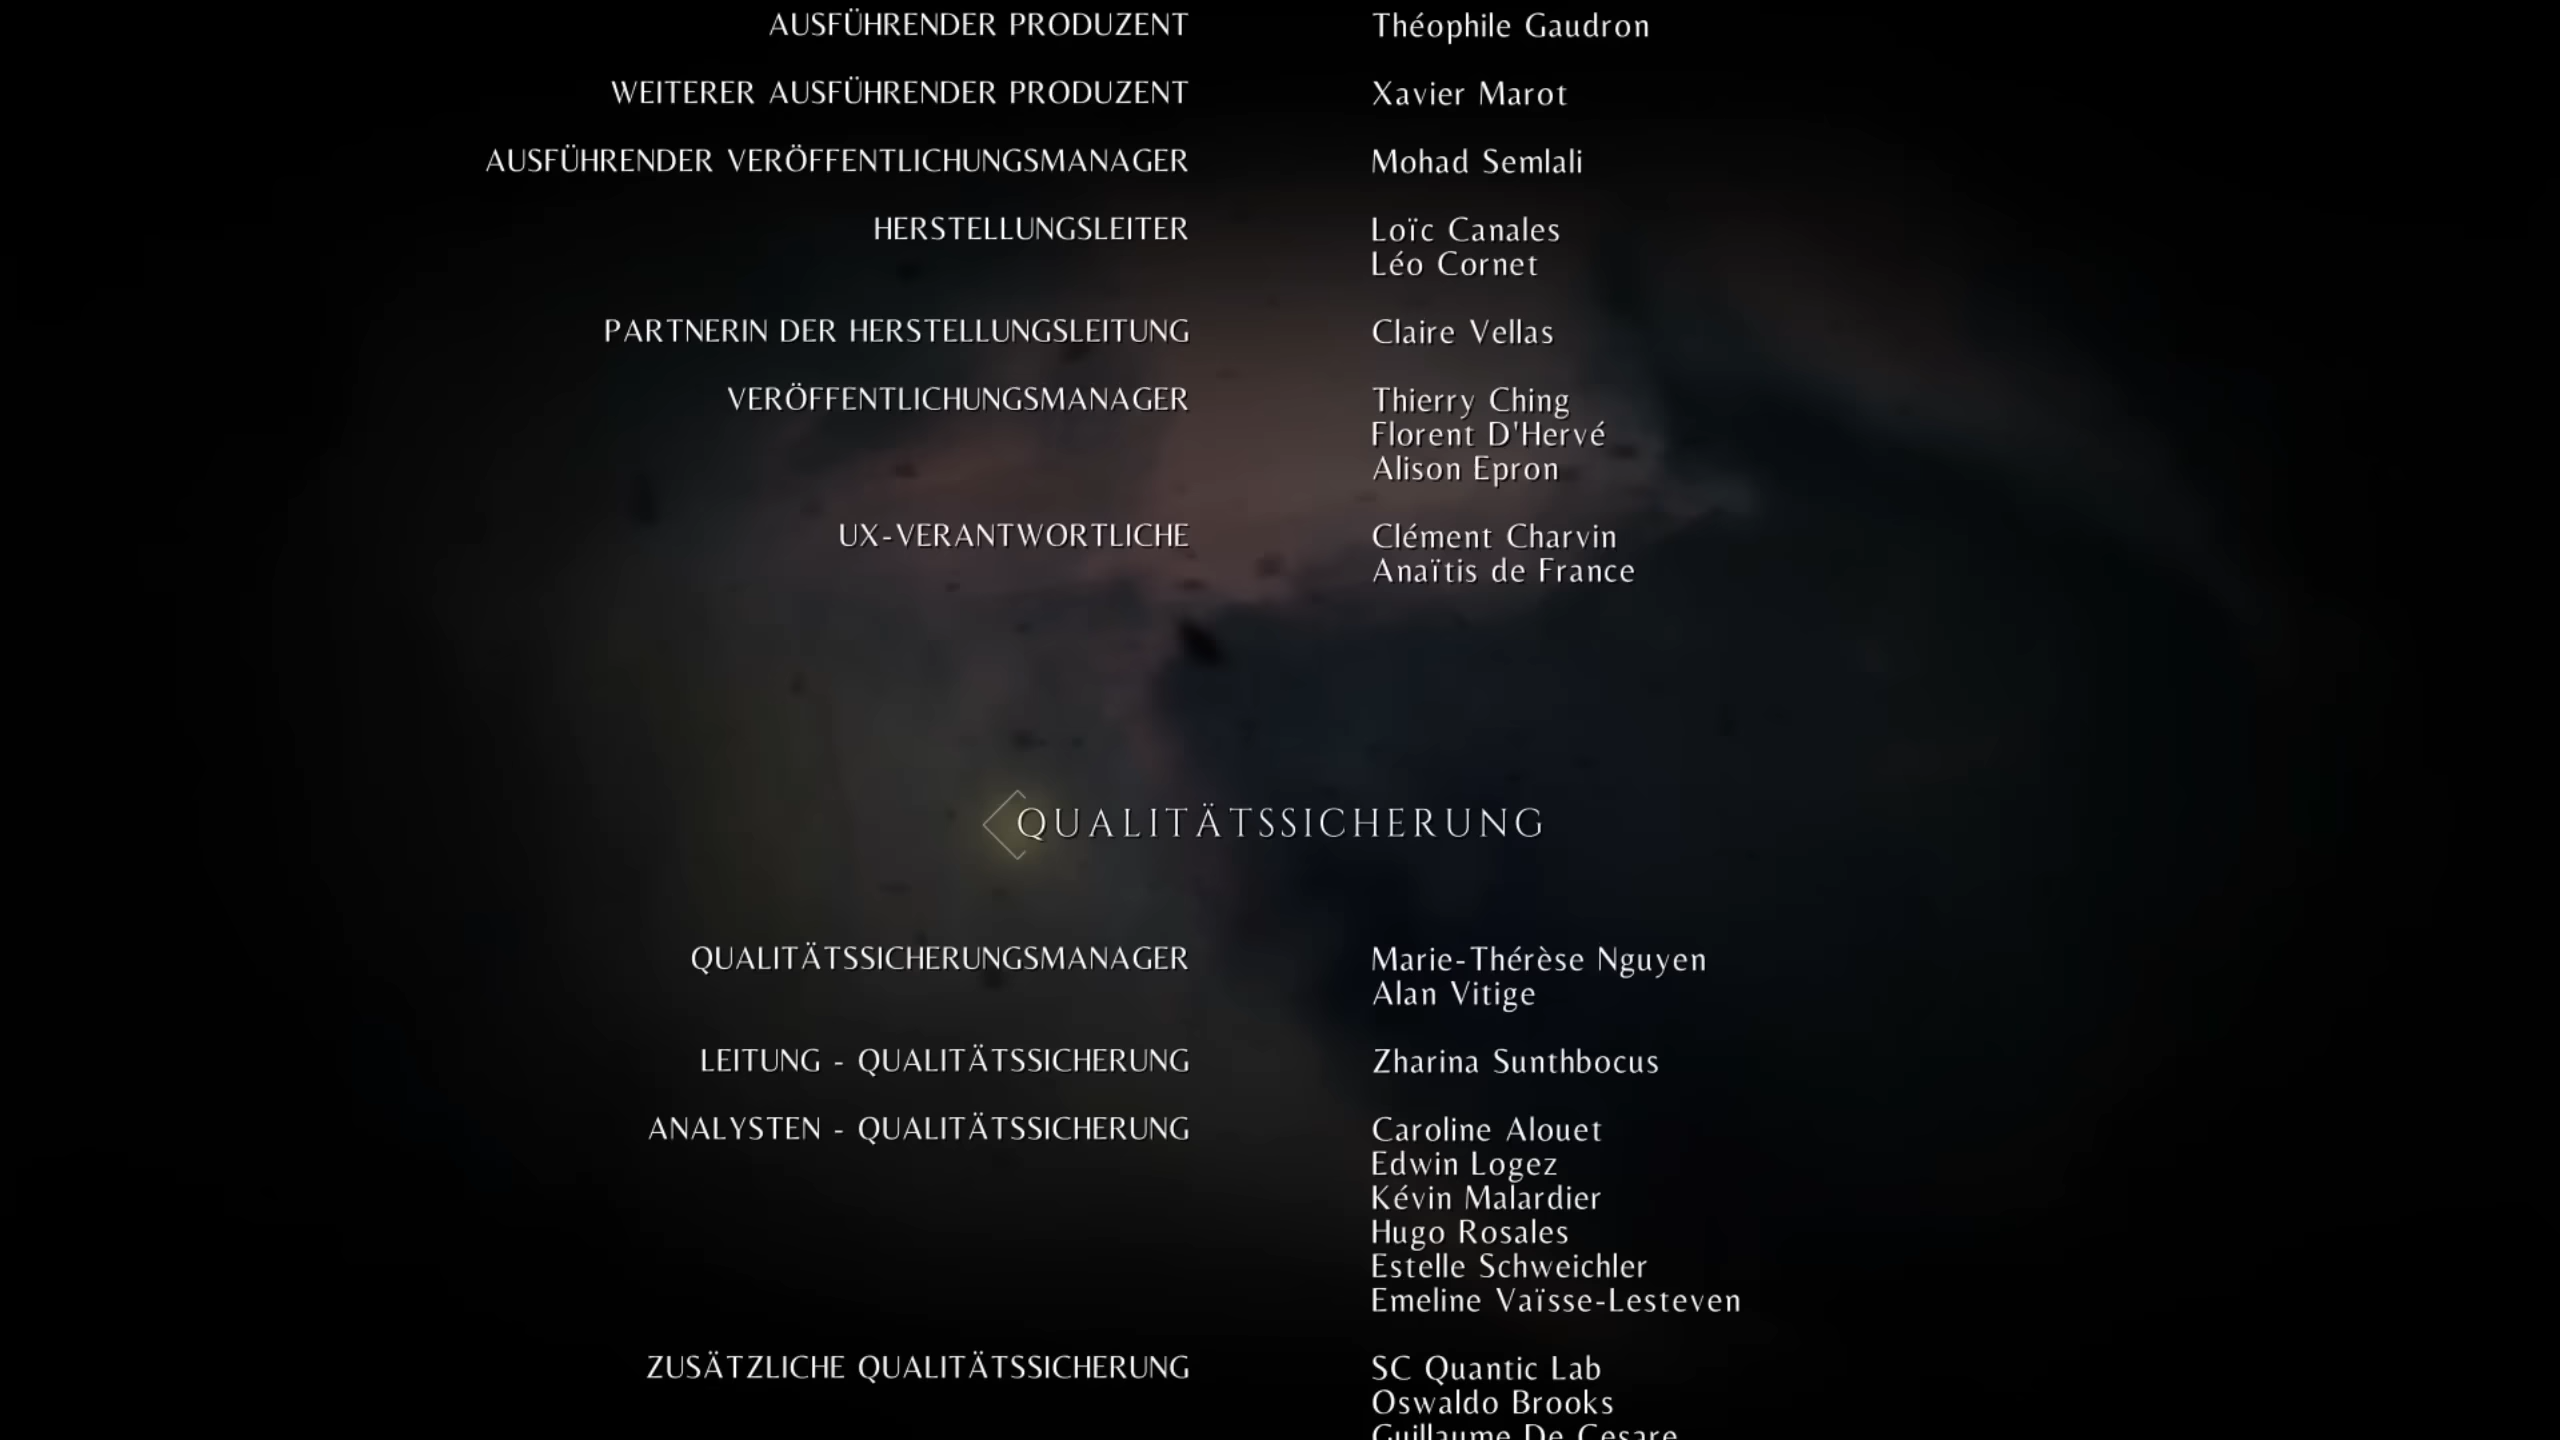 AUSFÜHRENDER PRODUZENT Théophile Gaudron
WEITERER AUSFÜHRENDER PRODUZENT Xavier Marot
AUSFÜHRENDER VERÖFFENTLICHUNGSMANAGER Mohad Semlali
HERSTELLUNGSLEITER Loïc Canales
Léo Cornet
PARTNERIN DER HERSTELLUNGSLEITUNG Claire Vellas
VERÖFFENTLICHUNGSMANAGER Thierry Ching
Florent D'Hervé
Alison Epron
UX-VERANTWORTLICHE Clément Charvin
Anaïtis de France
QUALITÄTSSICHERUNG
QUALITÄTSSICHERUNGSMANAGER Marie-Thérèse Nguyen
Alan Vitige
LEITUNG - QUALITÄTSSICHERUNG Zharina Sunthbocus
ANALYSTEN - QUALITÄTSSICHERUNG Caroline Alouet
Edwin Logez
Kévin Malardier
Hugo Rosales
Estelle Schweichler
Emeline Vaïsse-Lesteven
ZUSÄTZLICHE QUALITÄTSSICHERUNG SC Quantic Lab
Oswaldo Brooks
Guillaume De Cesare